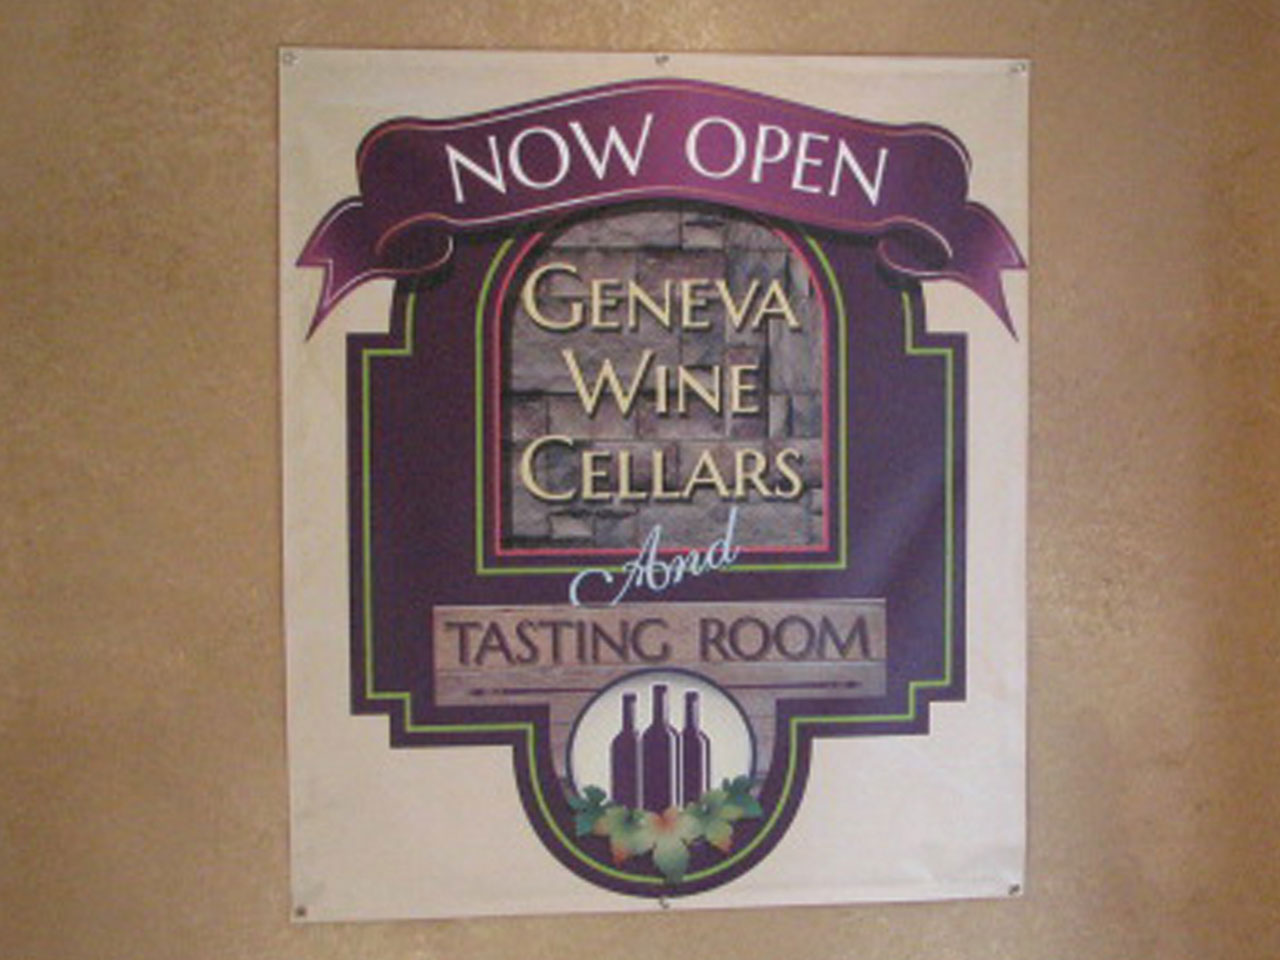 NOW OPEN
GENEVA
WINE
CELLARS
And
TASTING ROOM